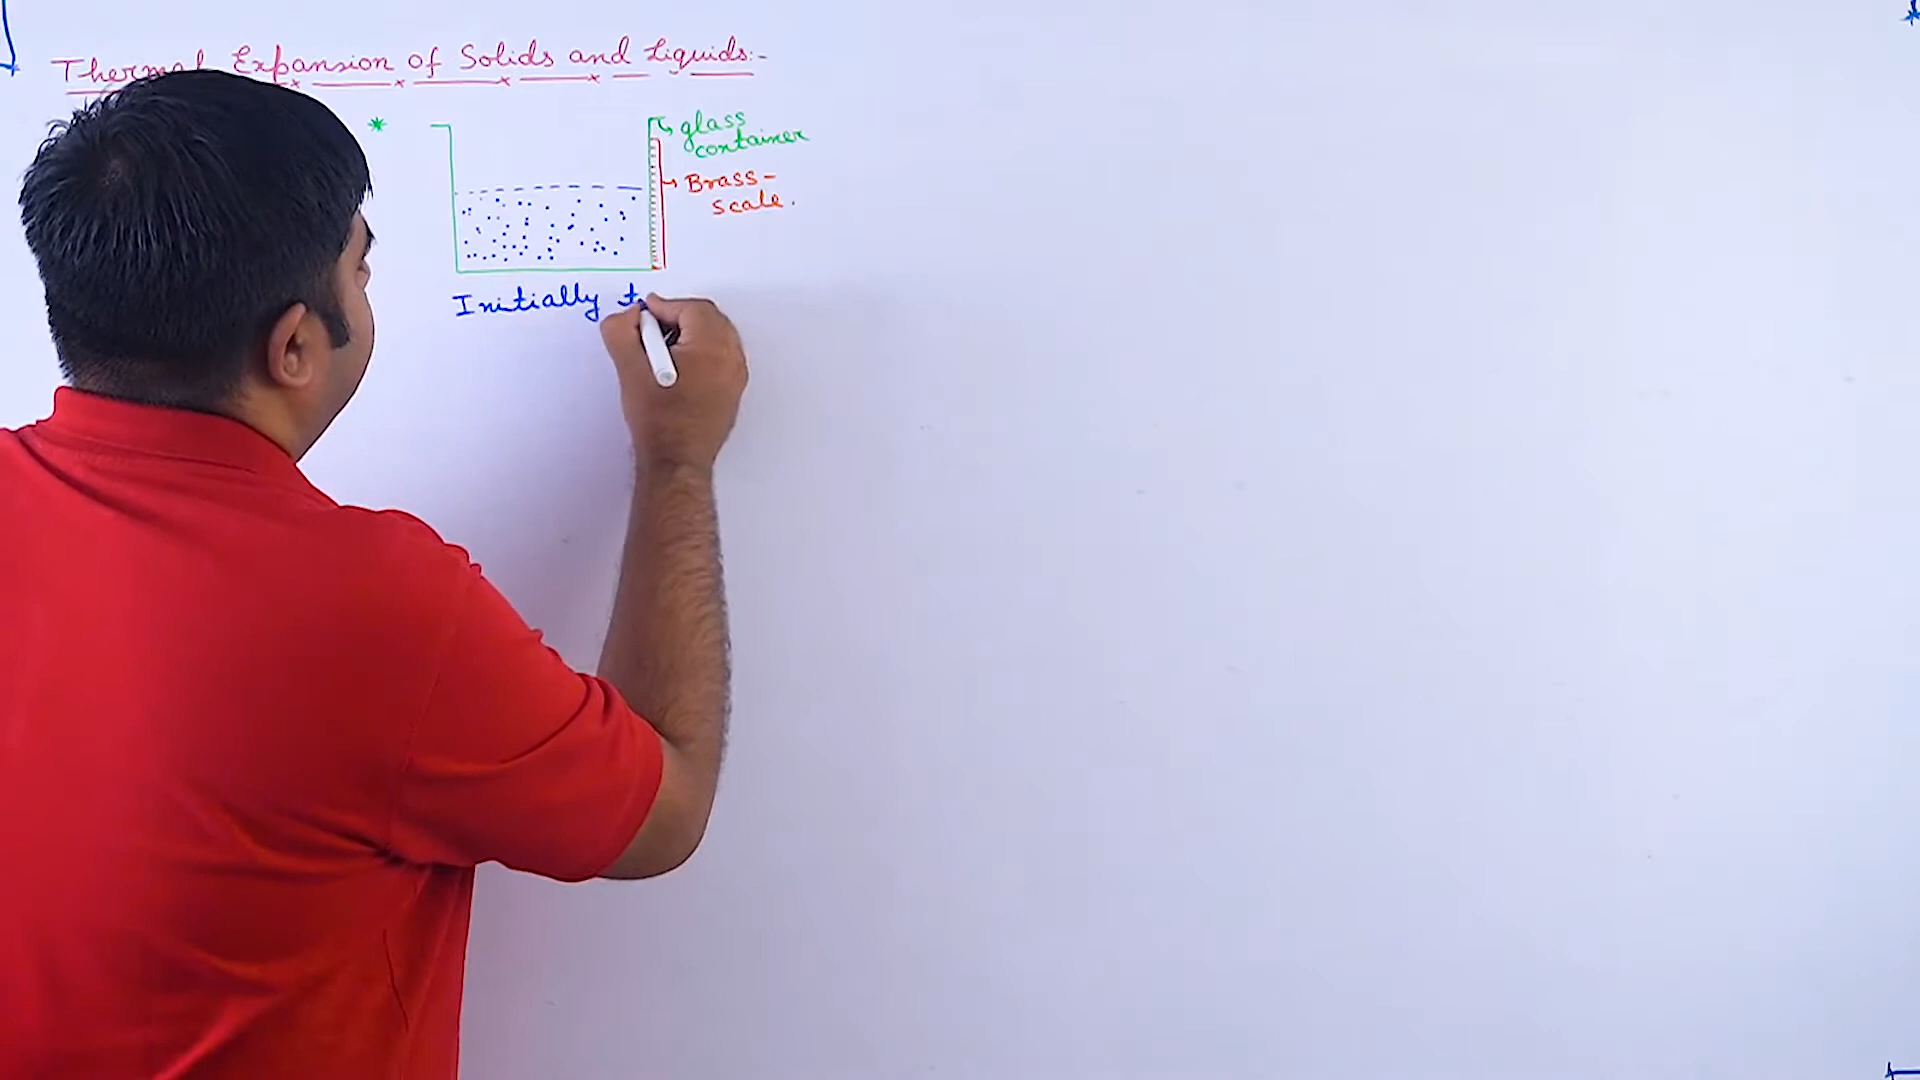 Thermal Expansion of Solids and Liquids:-
glass
container
Brass-
scale.
Initially